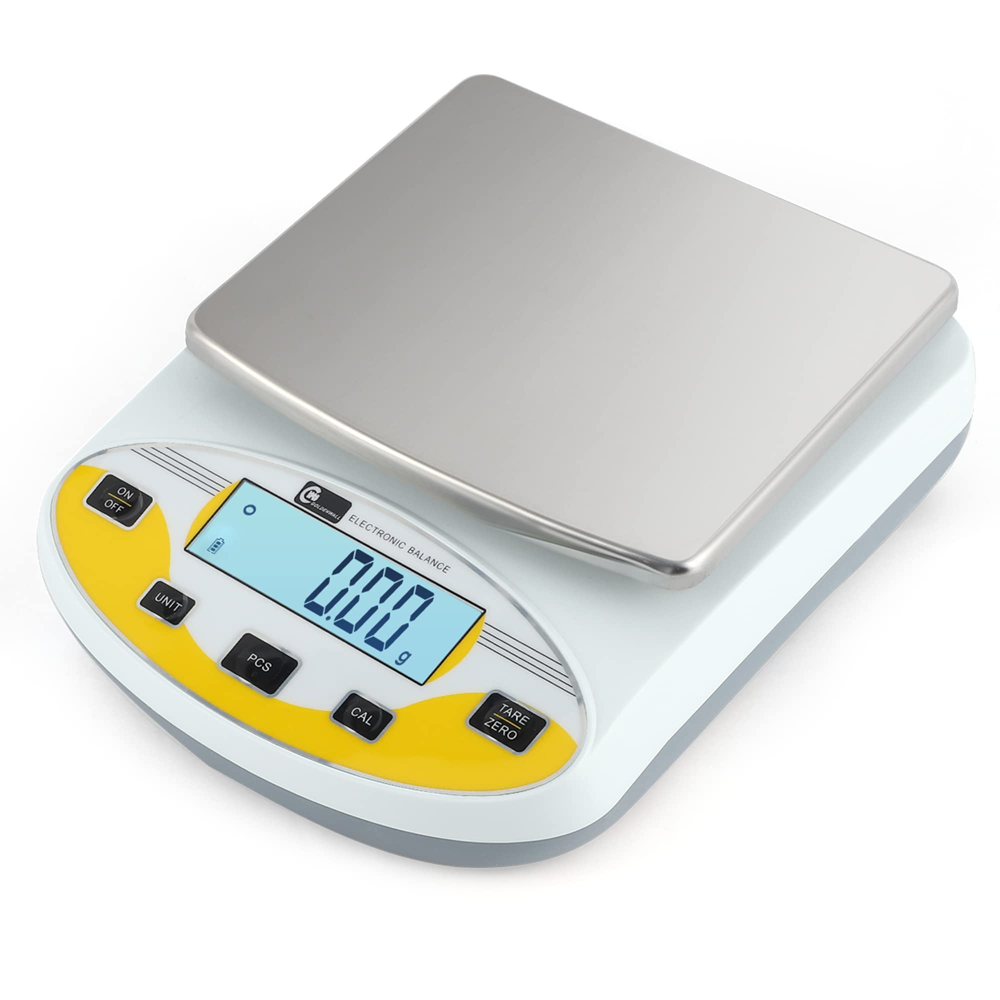 ON
OFF
GOLDENWALL
ELECTRONIC BALANCE
0.00 g
UNIT
PCS
CAL
TARE
ZERO